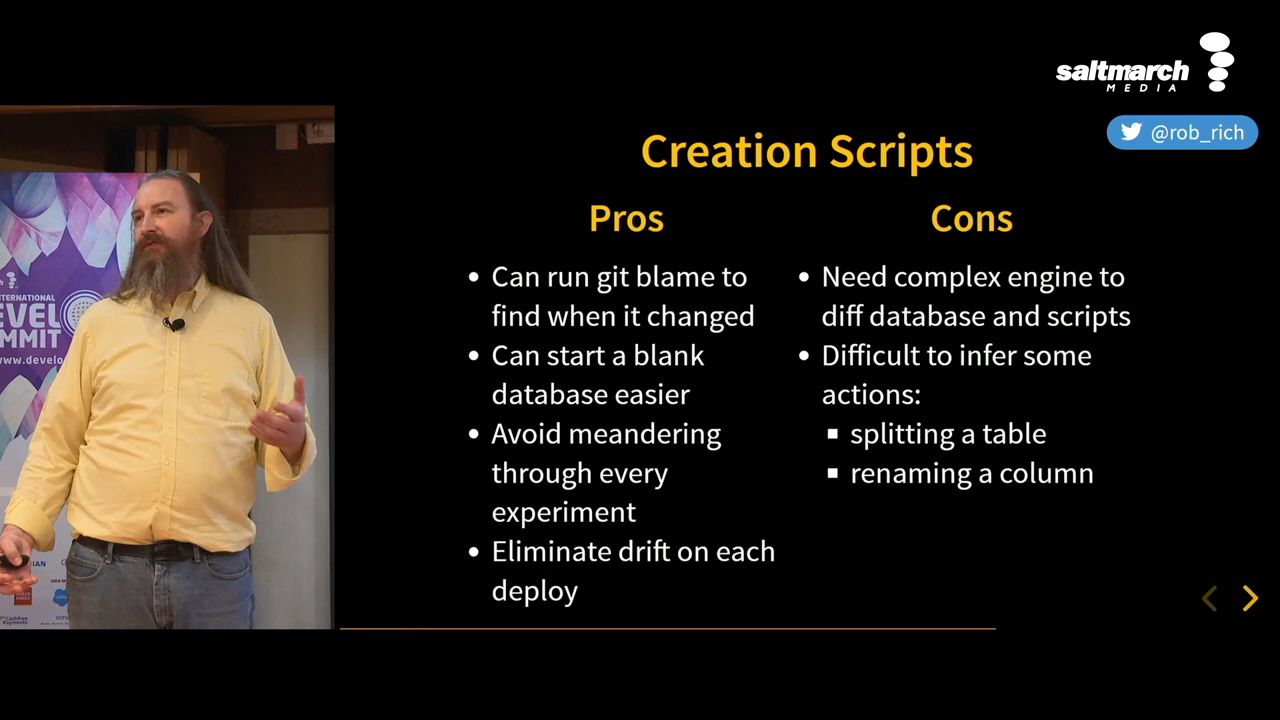 saltmarch
MEDIA
@rob_rich
Creation Scripts
Pros
• Can run git blame to
find when it changed
• Can start a blank
database easier
• Avoid meandering
through every
experiment
• Eliminate drift on each
deploy
Cons
• Need complex engine to
diff database and scripts
• Difficult to infer some
actions:
▪ splitting a table
▪ renaming a column